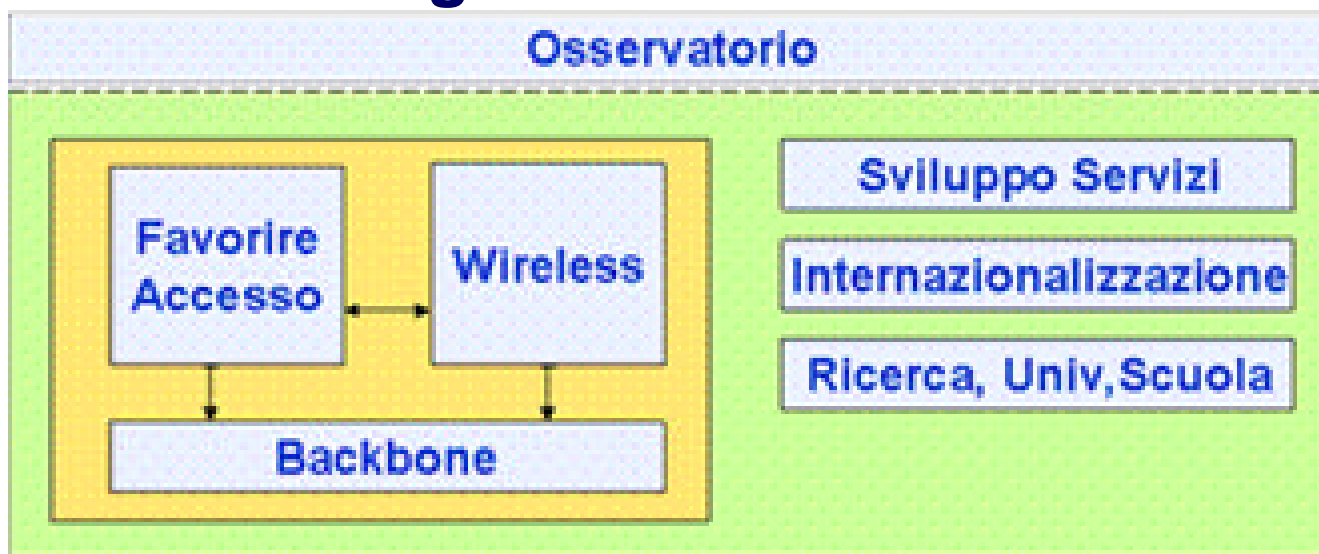 Osservatorio
Favorire
Accesso
Wireless
Backbone
Sviluppo Servizi
Internazionalizzazione
Ricerca, Univ,Scuola